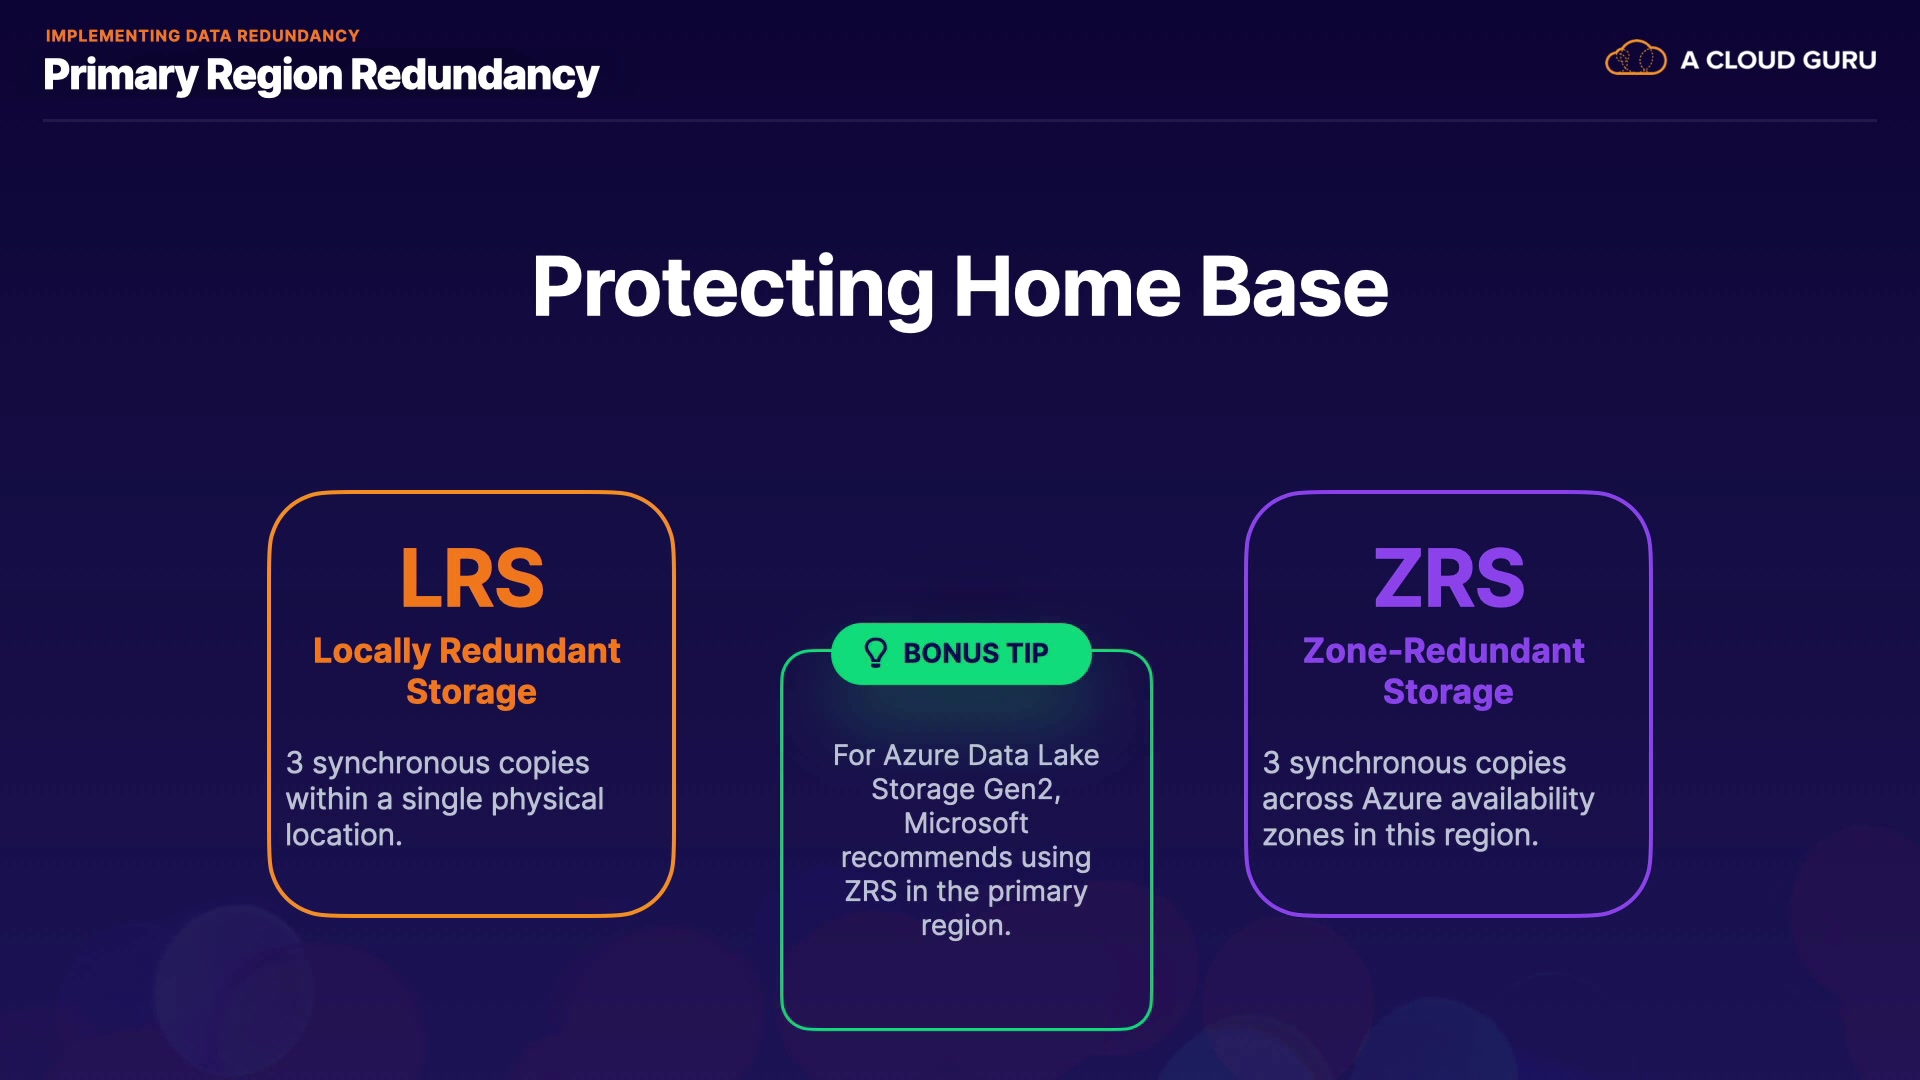 IMPLEMENTING DATA REDUNDANCY
Primary Region Redundancy
A CLOUD GURU
Protecting Home Base
LRS
Locally Redundant
Storage
3 synchronous copies
within a single physical
location.
BONUS TIP
For Azure Data Lake
Storage Gen2,
Microsoft
recommends using
ZRS in the primary
region.
ZRS
Zone-Redundant
Storage
3 synchronous copies
across Azure availability
zones in this region.